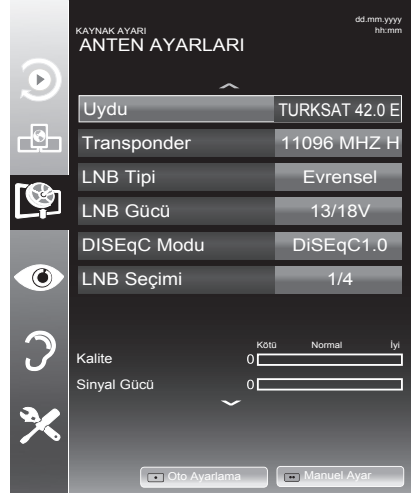 dd.mm.yyyy
KAYNAK AYARI hh:mm
ANTEN AYARLARI
Uydu TURKSAT 42.0 E
Transponder 11096 MHZ H
LNB Tipi Evrensel
LNB Gücü 13/18V
DISEqC Modu DiSEqC1.0
LNB Seçimi 1/4
Kötü Normal İyi
Kalite 0
Sinyal Gücü 0
Oto Ayarlama Manuel Ayar